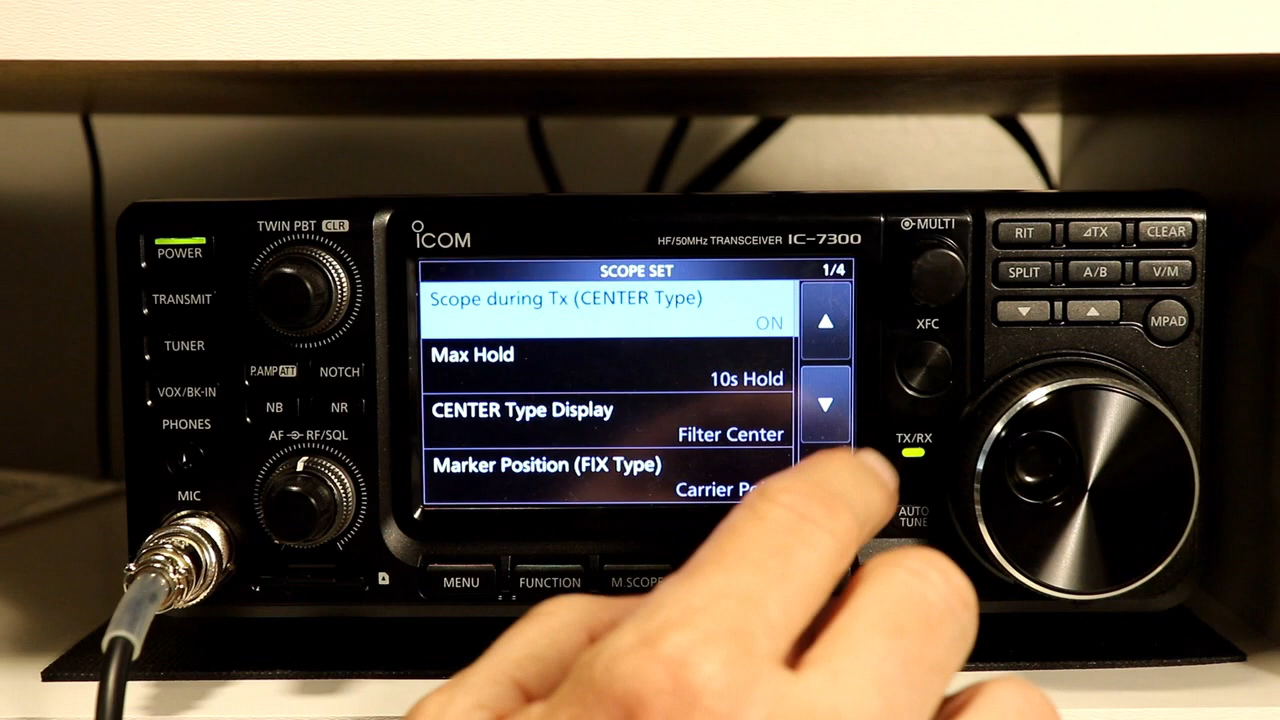 TWIN PBT CLR
POWER
TRANSMIT
TUNER
VOX/BK-IN
PHONES
MIC
P.AMP ATT
NOTCH
NB
NR
AF RF/SQL
ICOM
HF/50MHz TRANSCEIVER IC-7300
SCOPE SET
1/4
Scope during Tx (CENTER Type)
ON
Max Hold
10s Hold
CENTER Type Display
Filter Center
Marker Position (FIX Type)
Carrier
MENU
FUNCTION
M.SCOPE
MULTI
XFC
TX/RX
AUTO
TUNE
RIT
ΔTX
CLEAR
SPLIT
A/B
V/M
MPAD